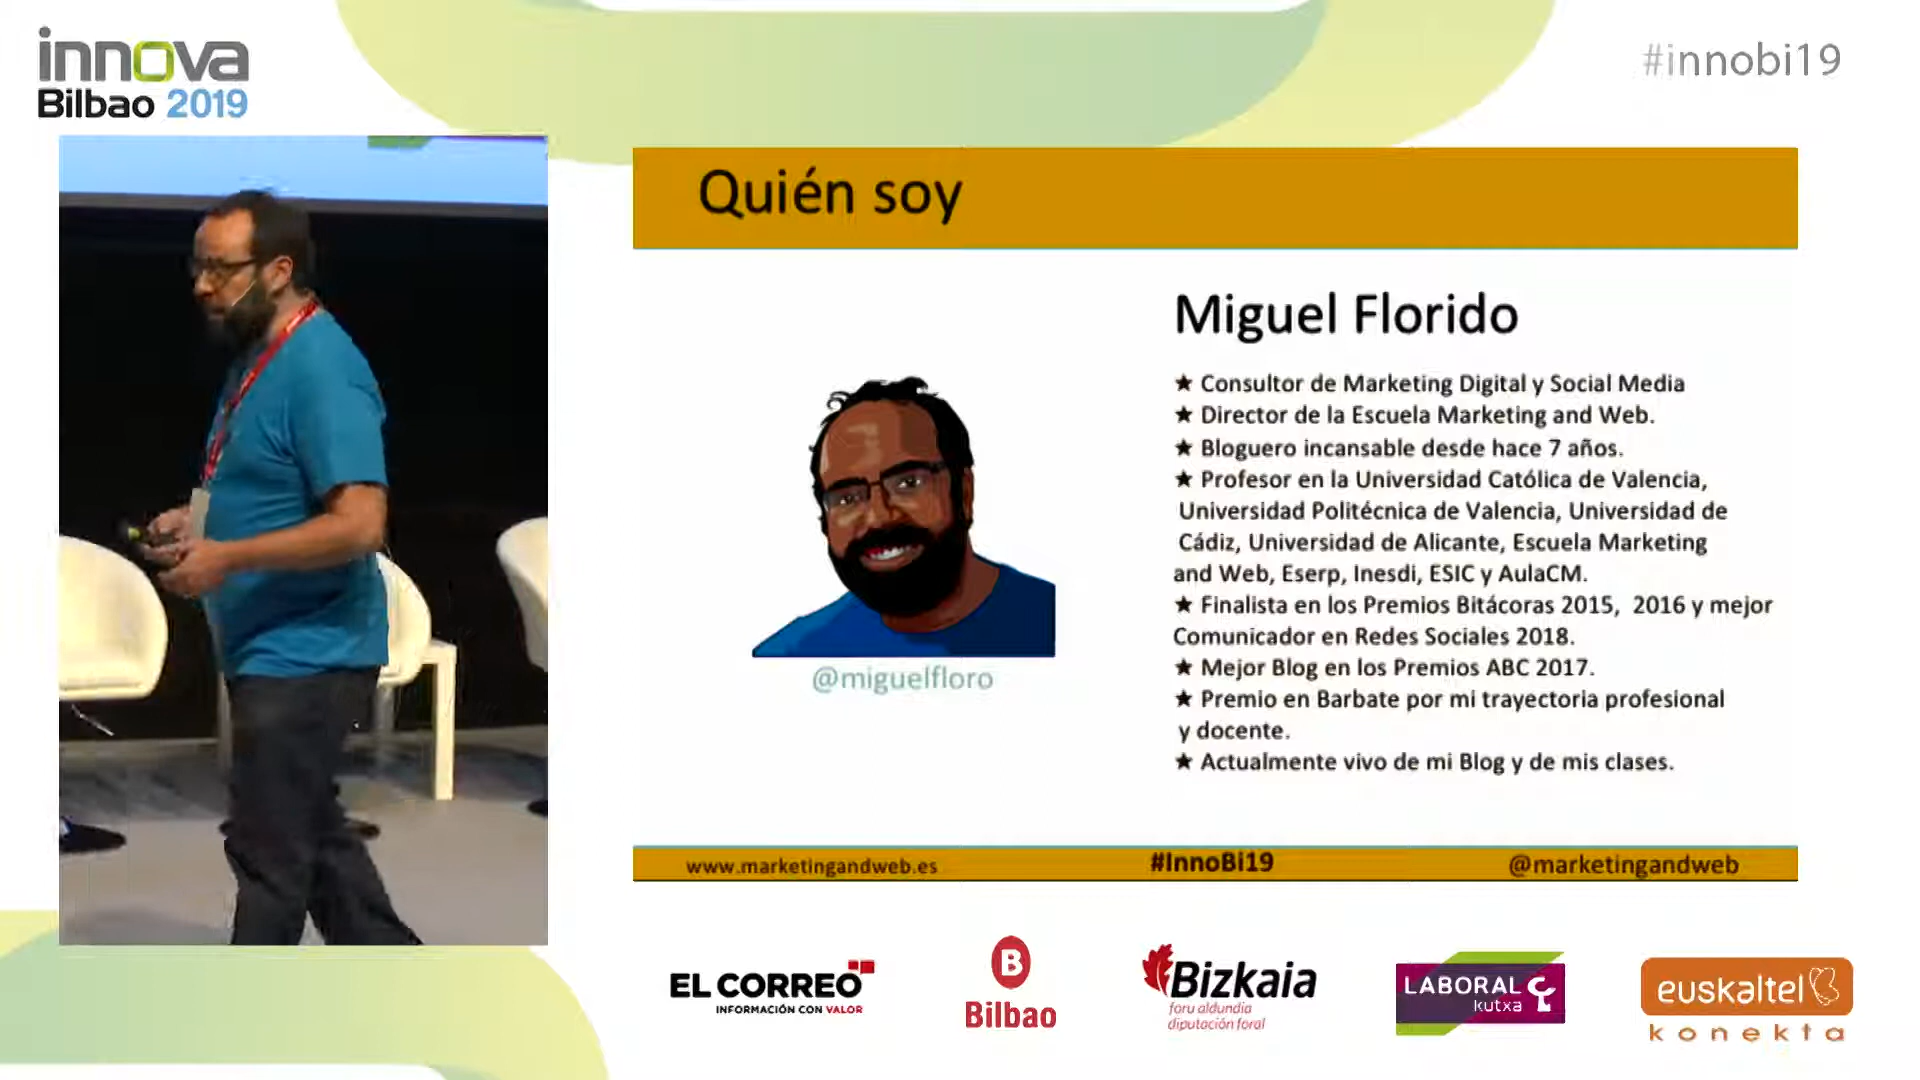 innova
Bilbao 2019
#innobi19
Quién soy
Miguel Florido
★ Consultor de Marketing Digital y Social Media
★ Director de la Escuela Marketing and Web.
★ Bloguero incansable desde hace 7 años.
★ Profesor en la Universidad Católica de Valencia,
Universidad Politécnica de Valencia, Universidad de
Cádiz, Universidad de Alicante, Escuela Marketing
and Web, Eserp, Inesdi, ESIC y AulaCM.
★ Finalista en los Premios Bitácoras 2015, 2016 y mejor
Comunicador en Redes Sociales 2018.
★ Mejor Blog en los Premios ABC 2017.
★ Premio en Barbate por mi trayectoria profesional
y docente.
★ Actualmente vivo de mi Blog y de mis clases.
@miguelfloro
www.marketingandweb.es
#InnoBi19
@marketingandweb
EL CORREO
INFORMACIÓN CON VALOR
B
Bilbao
Bizkaia
foru aldundia
diputación foral
LABORAL
kutxa
euskaltel
konekta